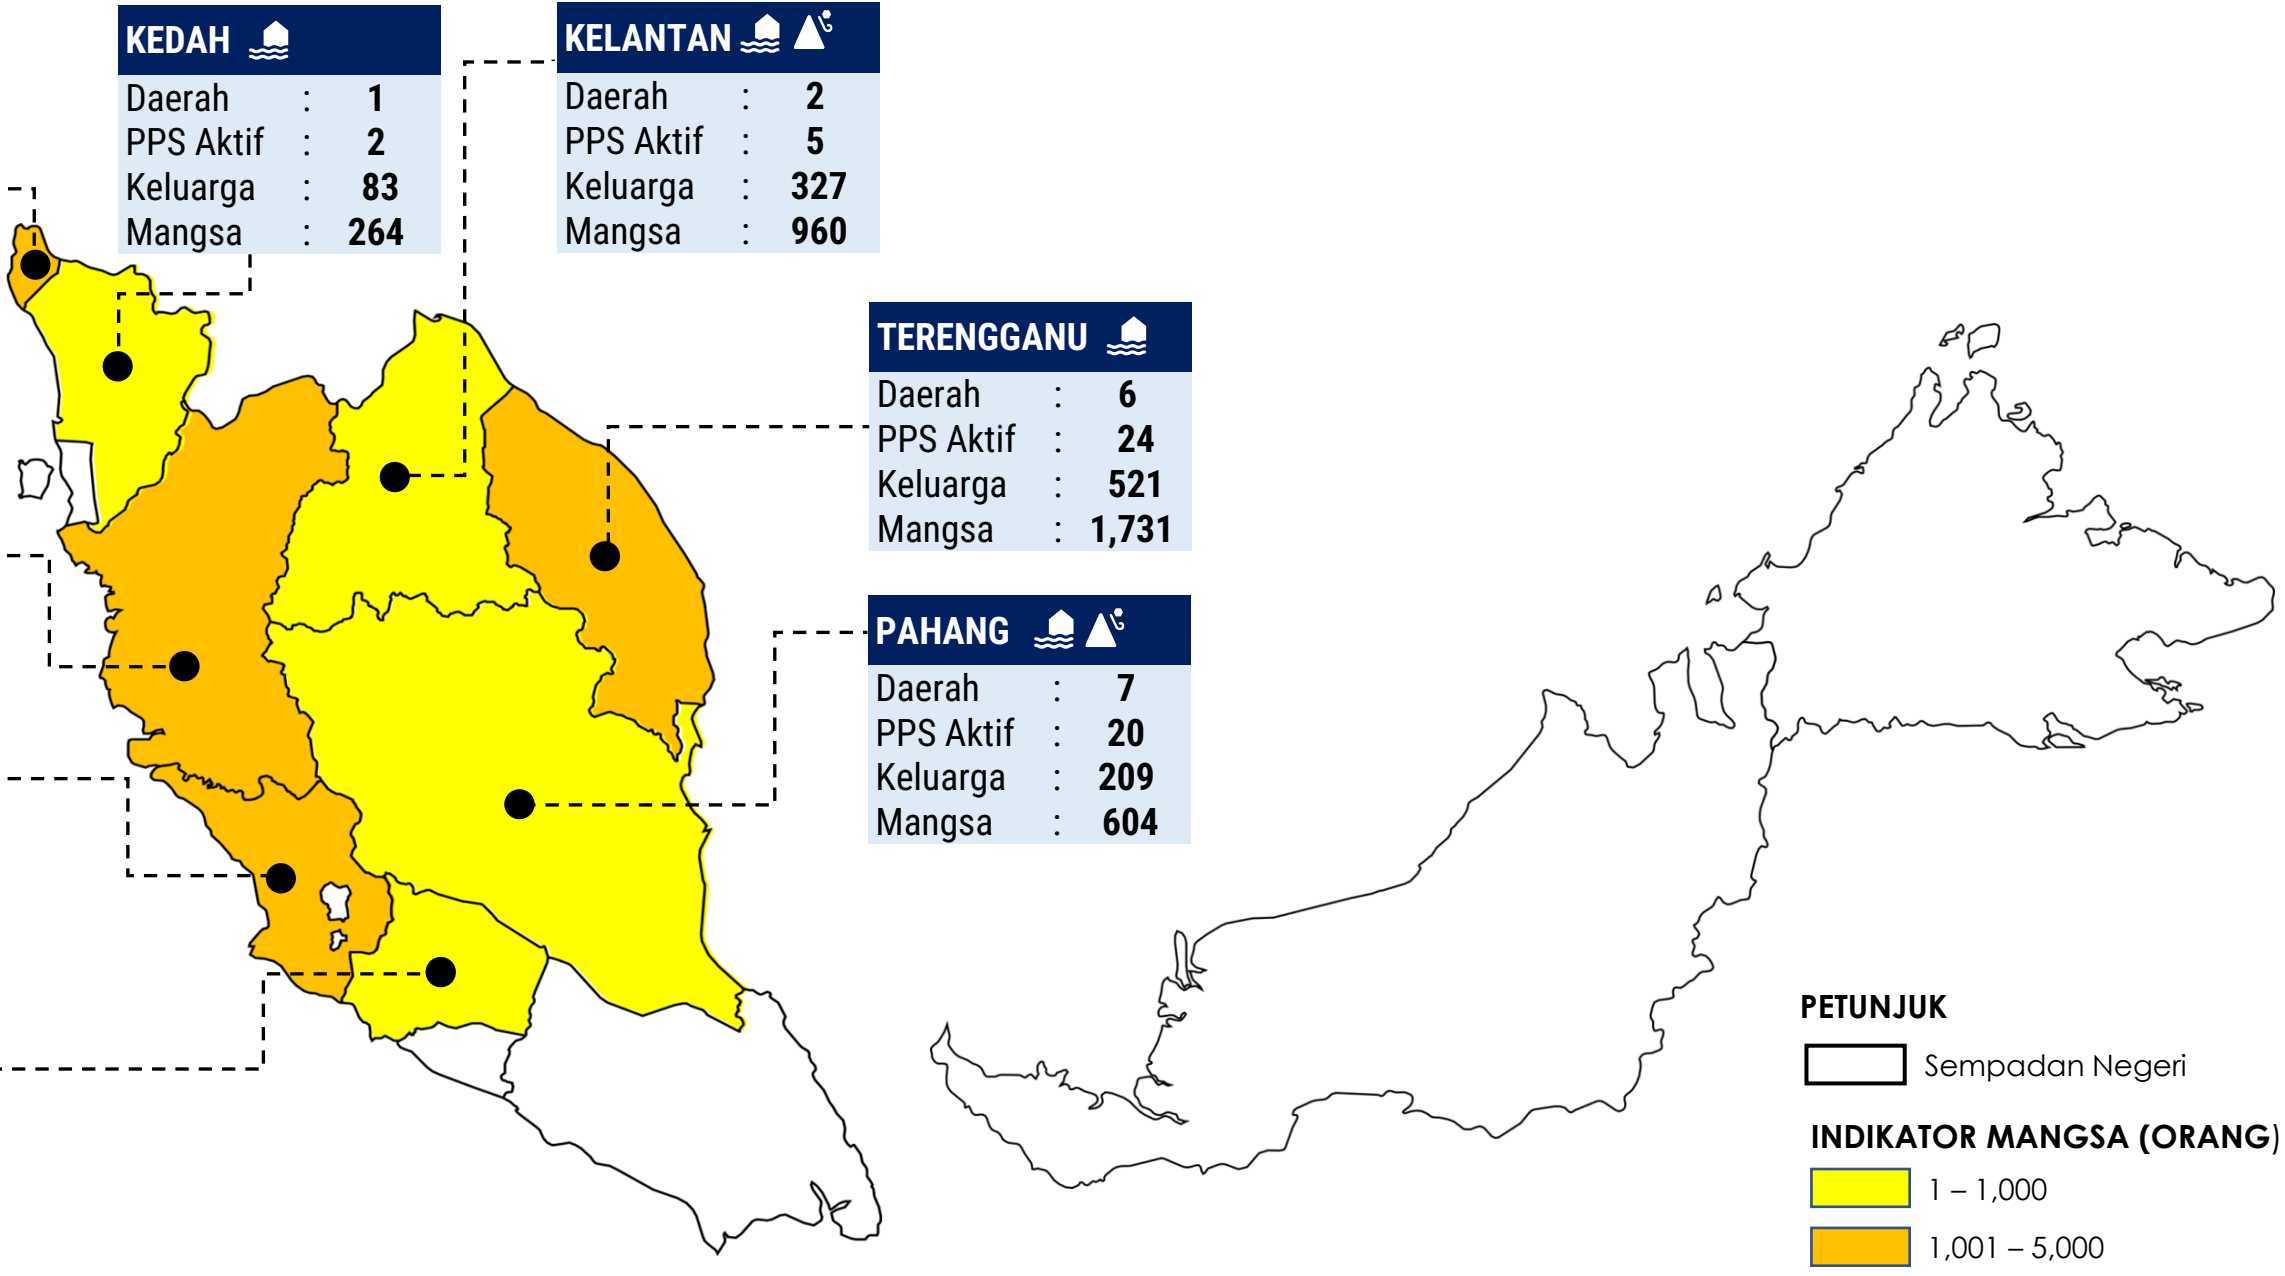 KEDAH
Daerah : 1
PPS Aktif : 2
Keluarga : 83
Mangsa : 264
KELANTAN
Daerah : 2
PPS Aktif : 5
Keluarga : 327
Mangsa : 960
TERENGGANU
Daerah : 6
PPS Aktif : 24
Keluarga : 521
Mangsa : 1,731
PAHANG
Daerah : 7
PPS Aktif : 20
Keluarga : 209
Mangsa : 604
PETUNJUK
Sempadan Negeri
INDIKATOR MANGSA (ORANG)
1 – 1,000
1,001 – 5,000